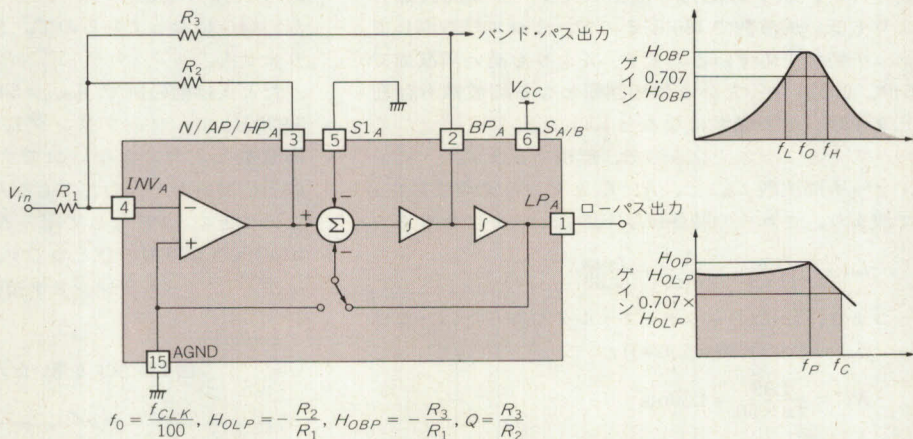 R3
バンド・パス出力
R2
VCC
N/AP/HPA
3
5
S1A
2
BPA
6
SA/B
Vin
R1
INVA
4
−
+
+
−
Σ
−
∫
∫
LPA
1
ローパス出力
15
AGND
f0 = fCLK/100, HOLP = −R2/R1, HOBP = −R3/R1, Q = R3/R2
ゲイン
HOBP
0.707
HOBP
fL fO fH
ゲイン
HOP
HOLP
0.707×
HOLP
fP fC